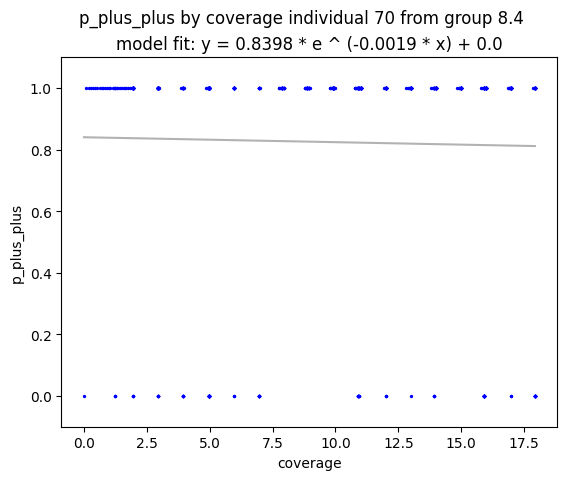 p_plus_plus by coverage individual 70 from group 8.4
model fit: y = 0.8398 * e ^ (-0.0019 * x) + 0.0
1.0
0.8
0.6
0.4
0.2
0.0
p_plus_plus
0.0 2.5 5.0 7.5 10.0 12.5 15.0 17.5
coverage